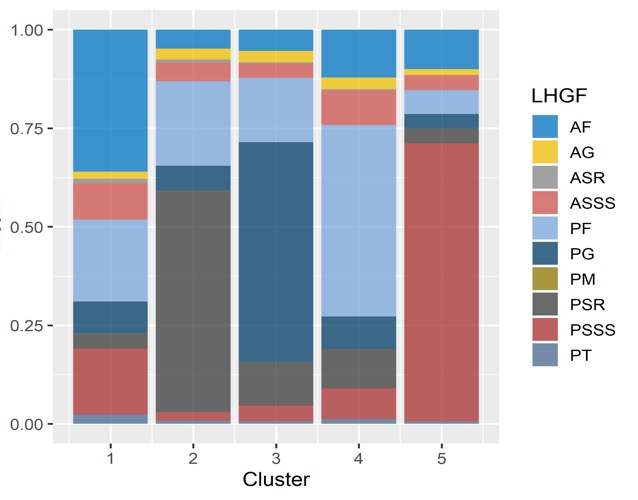 1.00
0.75
0.50
0.25
0.00
1 2 3 4 5
Cluster
LHGF
AF
AG
ASR
ASSS
PF
PG
PM
PSR
PSSS
PT